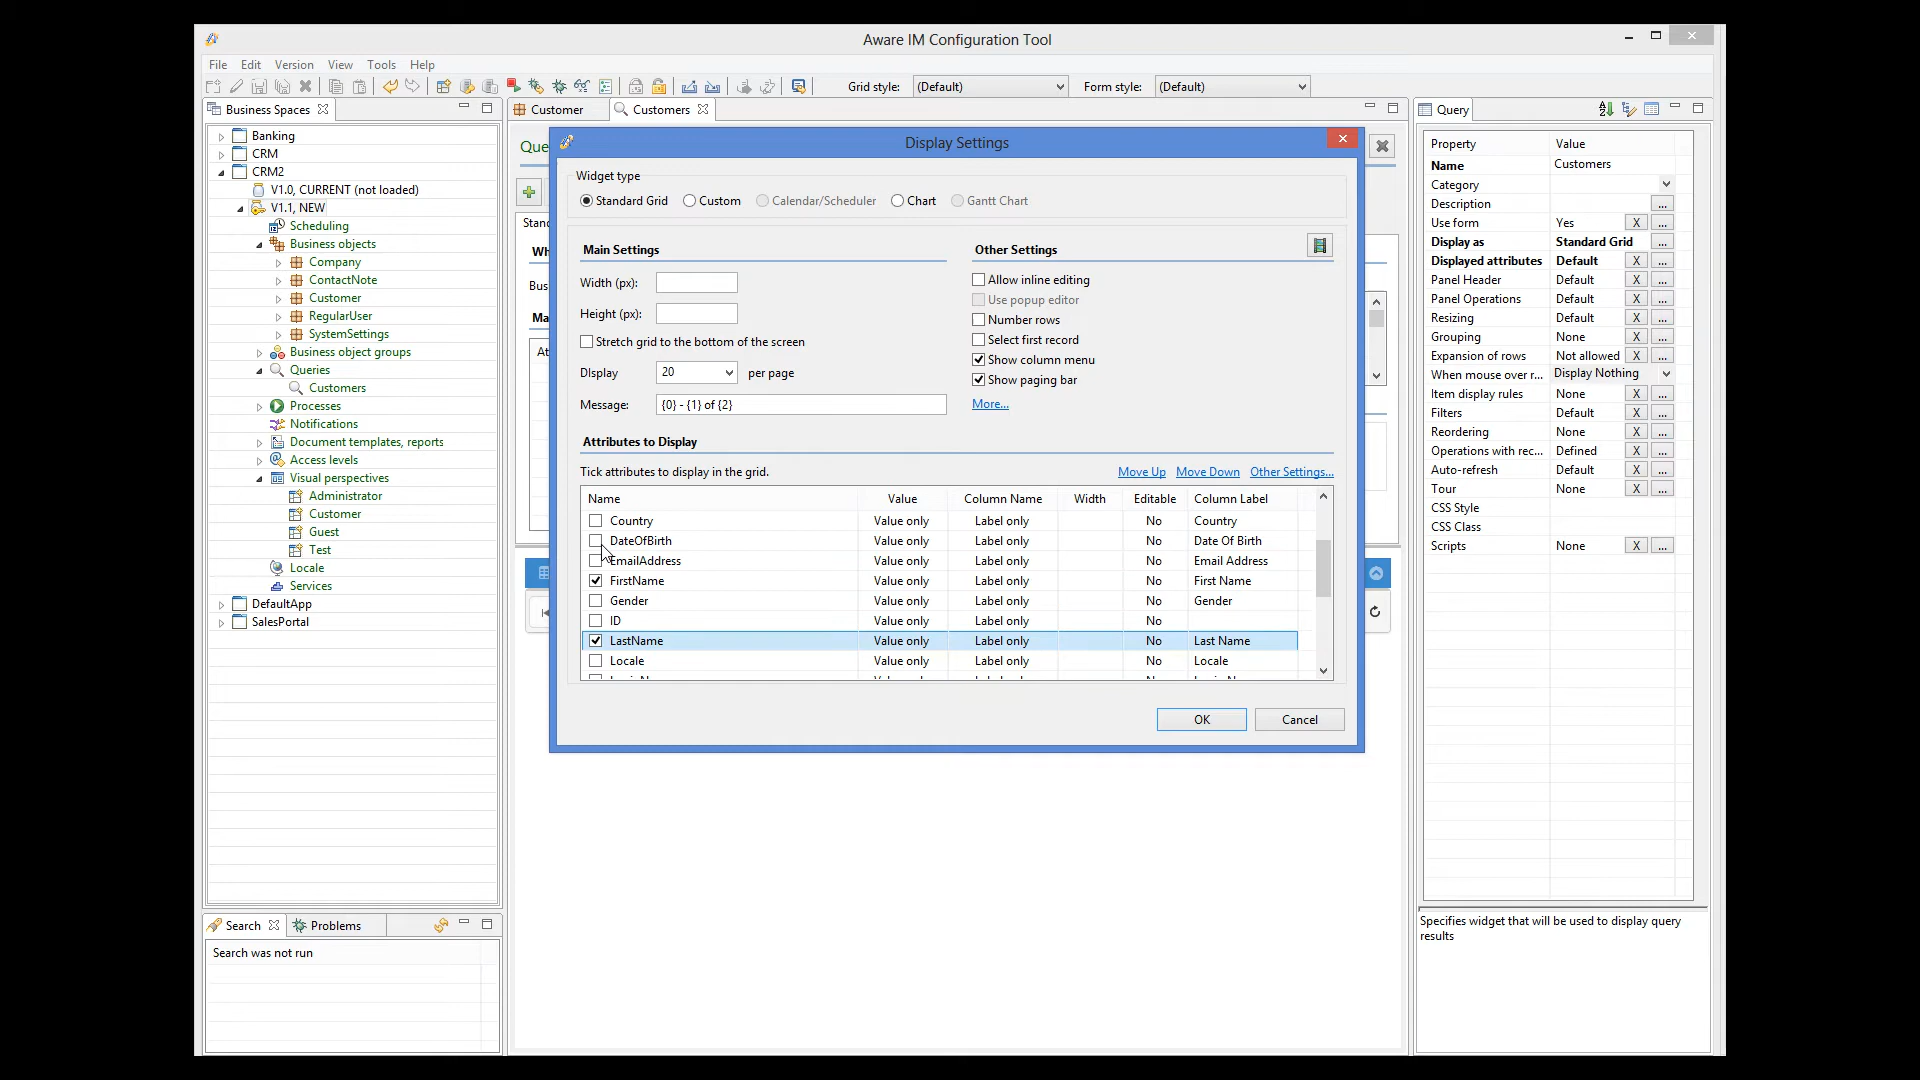 Aware IM Configuration Tool
File Edit Version View Tools Help
Grid style: (Default) Form style: (Default)
Business Spaces
Banking
CRM
CRM2
V1.0, CURRENT (not loaded)
V1.1, NEW
Scheduling
Business objects
Company
ContactNote
Customer
RegularUser
SystemSettings
Business object groups
Queries
Customers
Processes
Notifications
Document templates, reports
Access levels
Visual perspectives
Administrator
Customer
Guest
Test
Locale
Services
DefaultApp
SalesPortal
Search Problems
Search was not run
Customer Customers
Display Settings
Widget type
Standard Grid Custom Calendar/Scheduler Chart Gantt Chart
Main Settings
Width (px):
Height (px):
Stretch grid to the bottom of the screen
DIsplay 20 per page
Message: {0} - {1} of {2}
Other Settings
Allow inline editing
Use popup editor
Number rows
Select first record
Show column menu
Show paging bar
More...
Attributes to Display
Tick attributes to display in the grid. Move Up Move Down Other Settings...
Name Value Column Name Width Editable Column Label
Country Value only Label only No Country
DateOfBirth Value only Label only No Date Of Birth
EmailAddress Value only Label only No Email Address
FirstName Value only Label only No First Name
Gender Value only Label only No Gender
ID Value only Label only No
LastName Value only Label only No Last Name
Locale Value only Label only No Locale
OK Cancel
Query
Property Value
Name Customers
Category
Description ...
Use form Yes X ...
Display as Standard Grid ...
Displayed attributes Default X ...
Panel Header Default X ...
Panel Operations Default X ...
Resizing Default X ...
Grouping None X ...
Expansion of rows Not allowed X ...
When mouse over r... Display Nothing
Item display rules None X ...
Filters Default X ...
Reordering None X ...
Operations with rec... Defined X ...
Auto-refresh Default X ...
Tour None X ...
CSS Style
CSS Class
Scripts None X ...
Specifies widget that will be used to display query
results